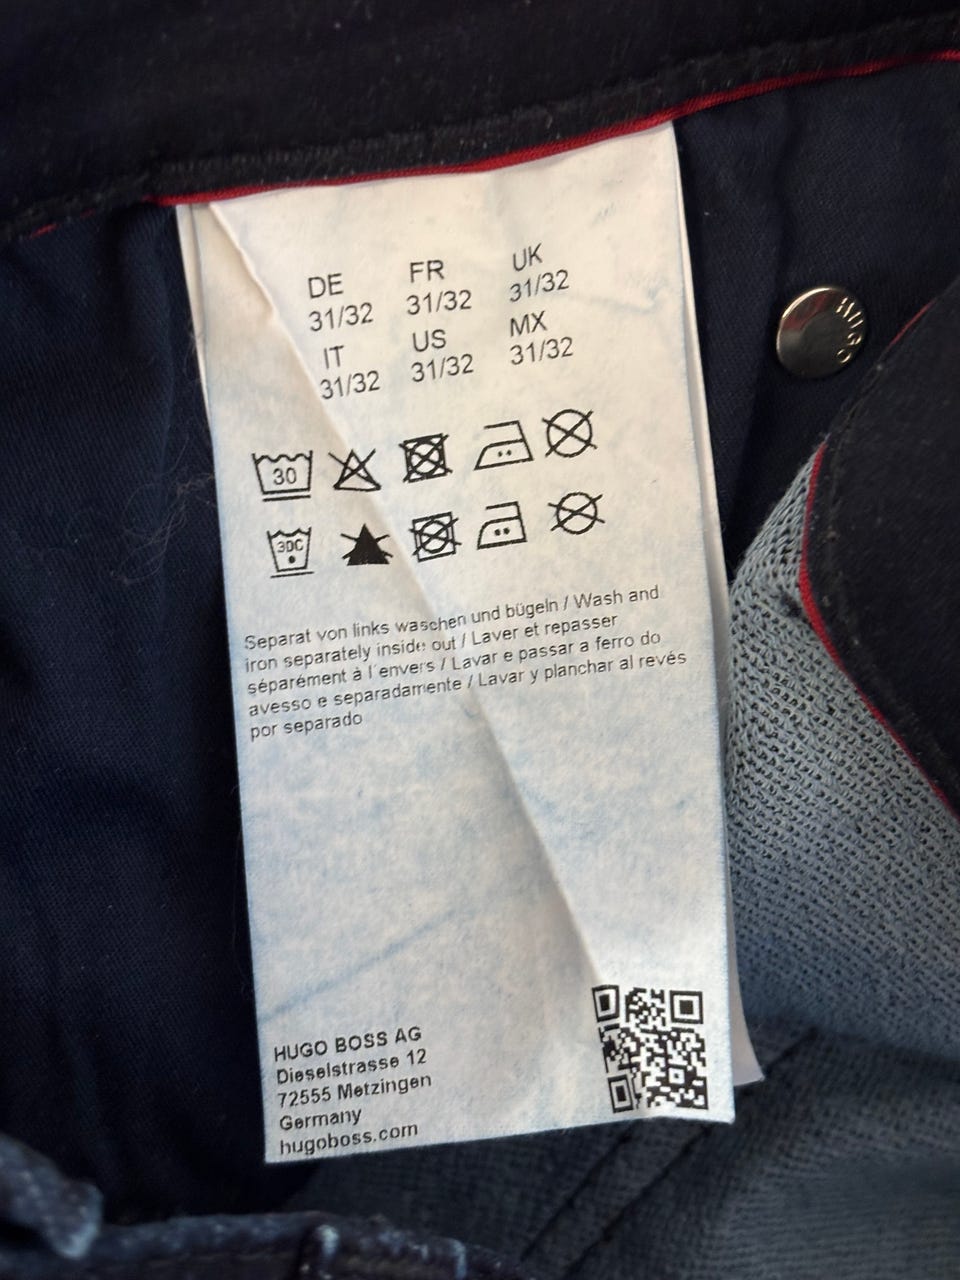 DE FR UK
31/32 31/32 31/32
IT US MX
31/32 31/32 31/32
30
30C
Separat von links waschen und bügeln / Wash and
iron separately inside out / Laver et repasser
séparément à l'envers / Lavar e passar a ferro do
avesso e separadamente / Lavar y planchar al revés
por separado
HUGO
HUGO BOSS AG
Dieselstrasse 12
72555 Metzingen
Germany
hugoboss.com